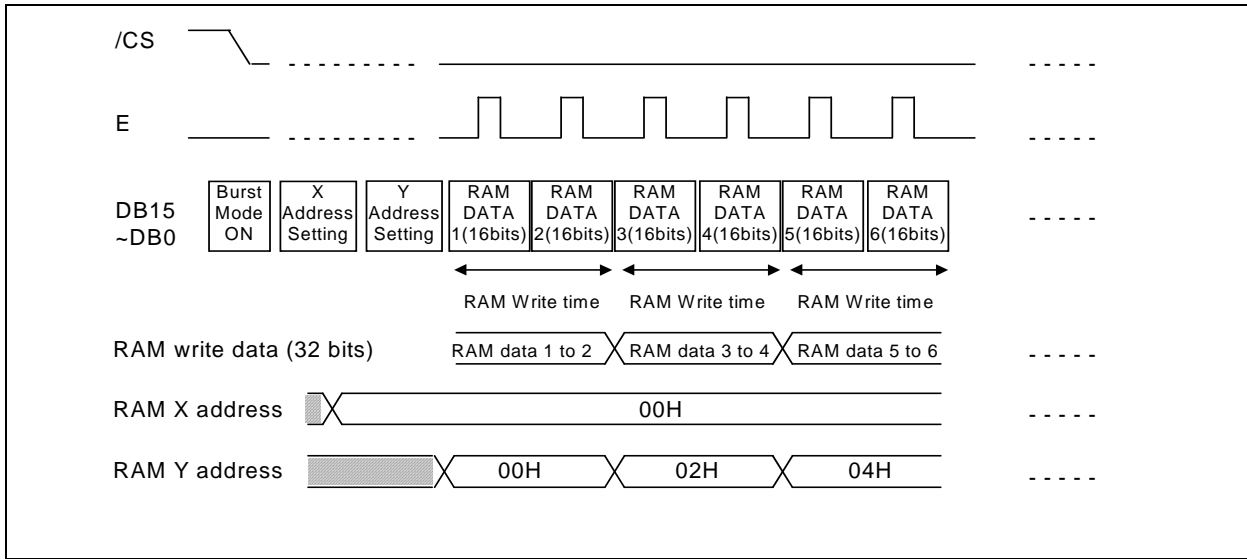 /CS
E
DB15
~DB0
Burst
Mode
ON
X
Address
Setting
Y
Address
Setting
RAM
DATA
1(16bits)
RAM
DATA
2(16bits)
RAM
DATA
3(16bits)
RAM
DATA
4(16bits)
RAM
DATA
5(16bits)
RAM
DATA
6(16bits)
RAM Write time
RAM Write time
RAM Write time
RAM write data (32 bits)
RAM data 1 to 2
RAM data 3 to 4
RAM data 5 to 6
RAM X address
00H
RAM Y address
00H
02H
04H